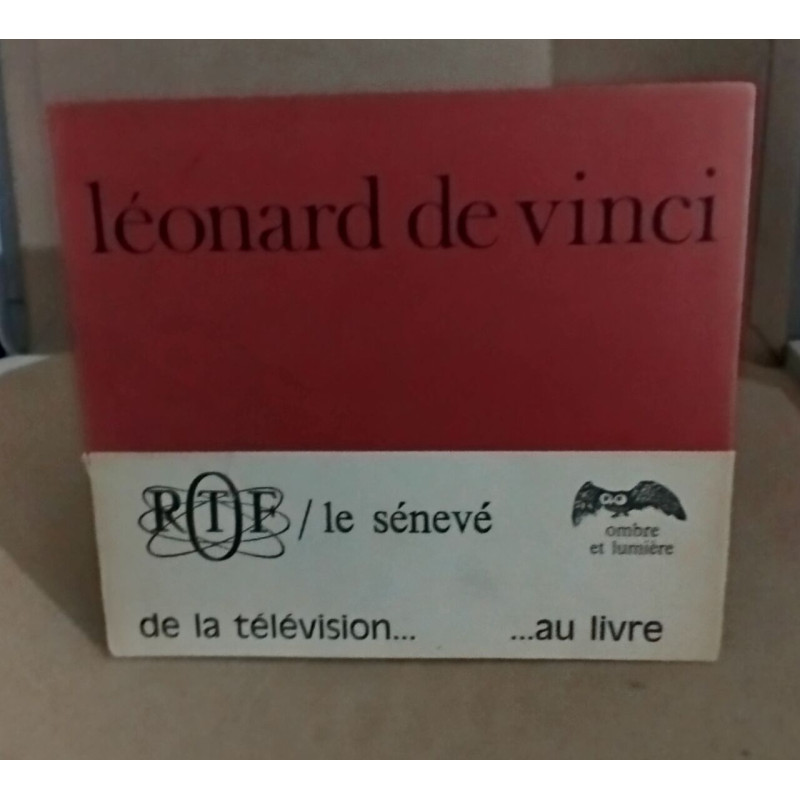 léonard de vinci
RTF / le sénevé
ombre
et lumière
de la télévision... ...au livre